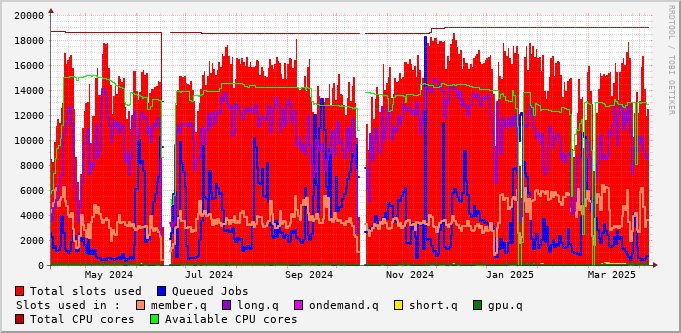 20000
18000
16000
14000
12000
10000
8000
6000
4000
2000
0
May 2024 Jul 2024 Sep 2024 Nov 2024 Jan 2025 Mar 2025
RRDTOOL / TOBI OETIKER
Total slots used Queued Jobs
Slots used in : member.q long.q ondemand.q short.q gpu.q
Total CPU cores Available CPU cores